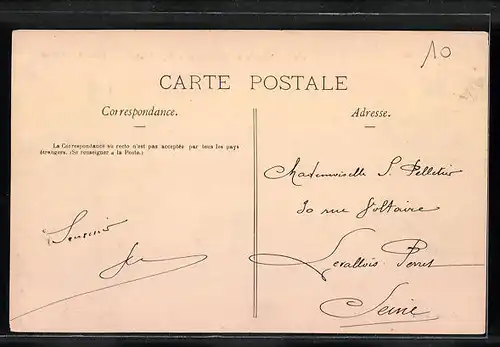 10
CARTE POSTALE
Correspondance.
La Correspondance au recto n'est pas acceptée par tous les pays
étrangers. (Se renseigner à la Poste.)
Souvenir
Adresse.
Mademoiselle S. Pelletier
30 rue Voltaire
Levallois Perret
Seine